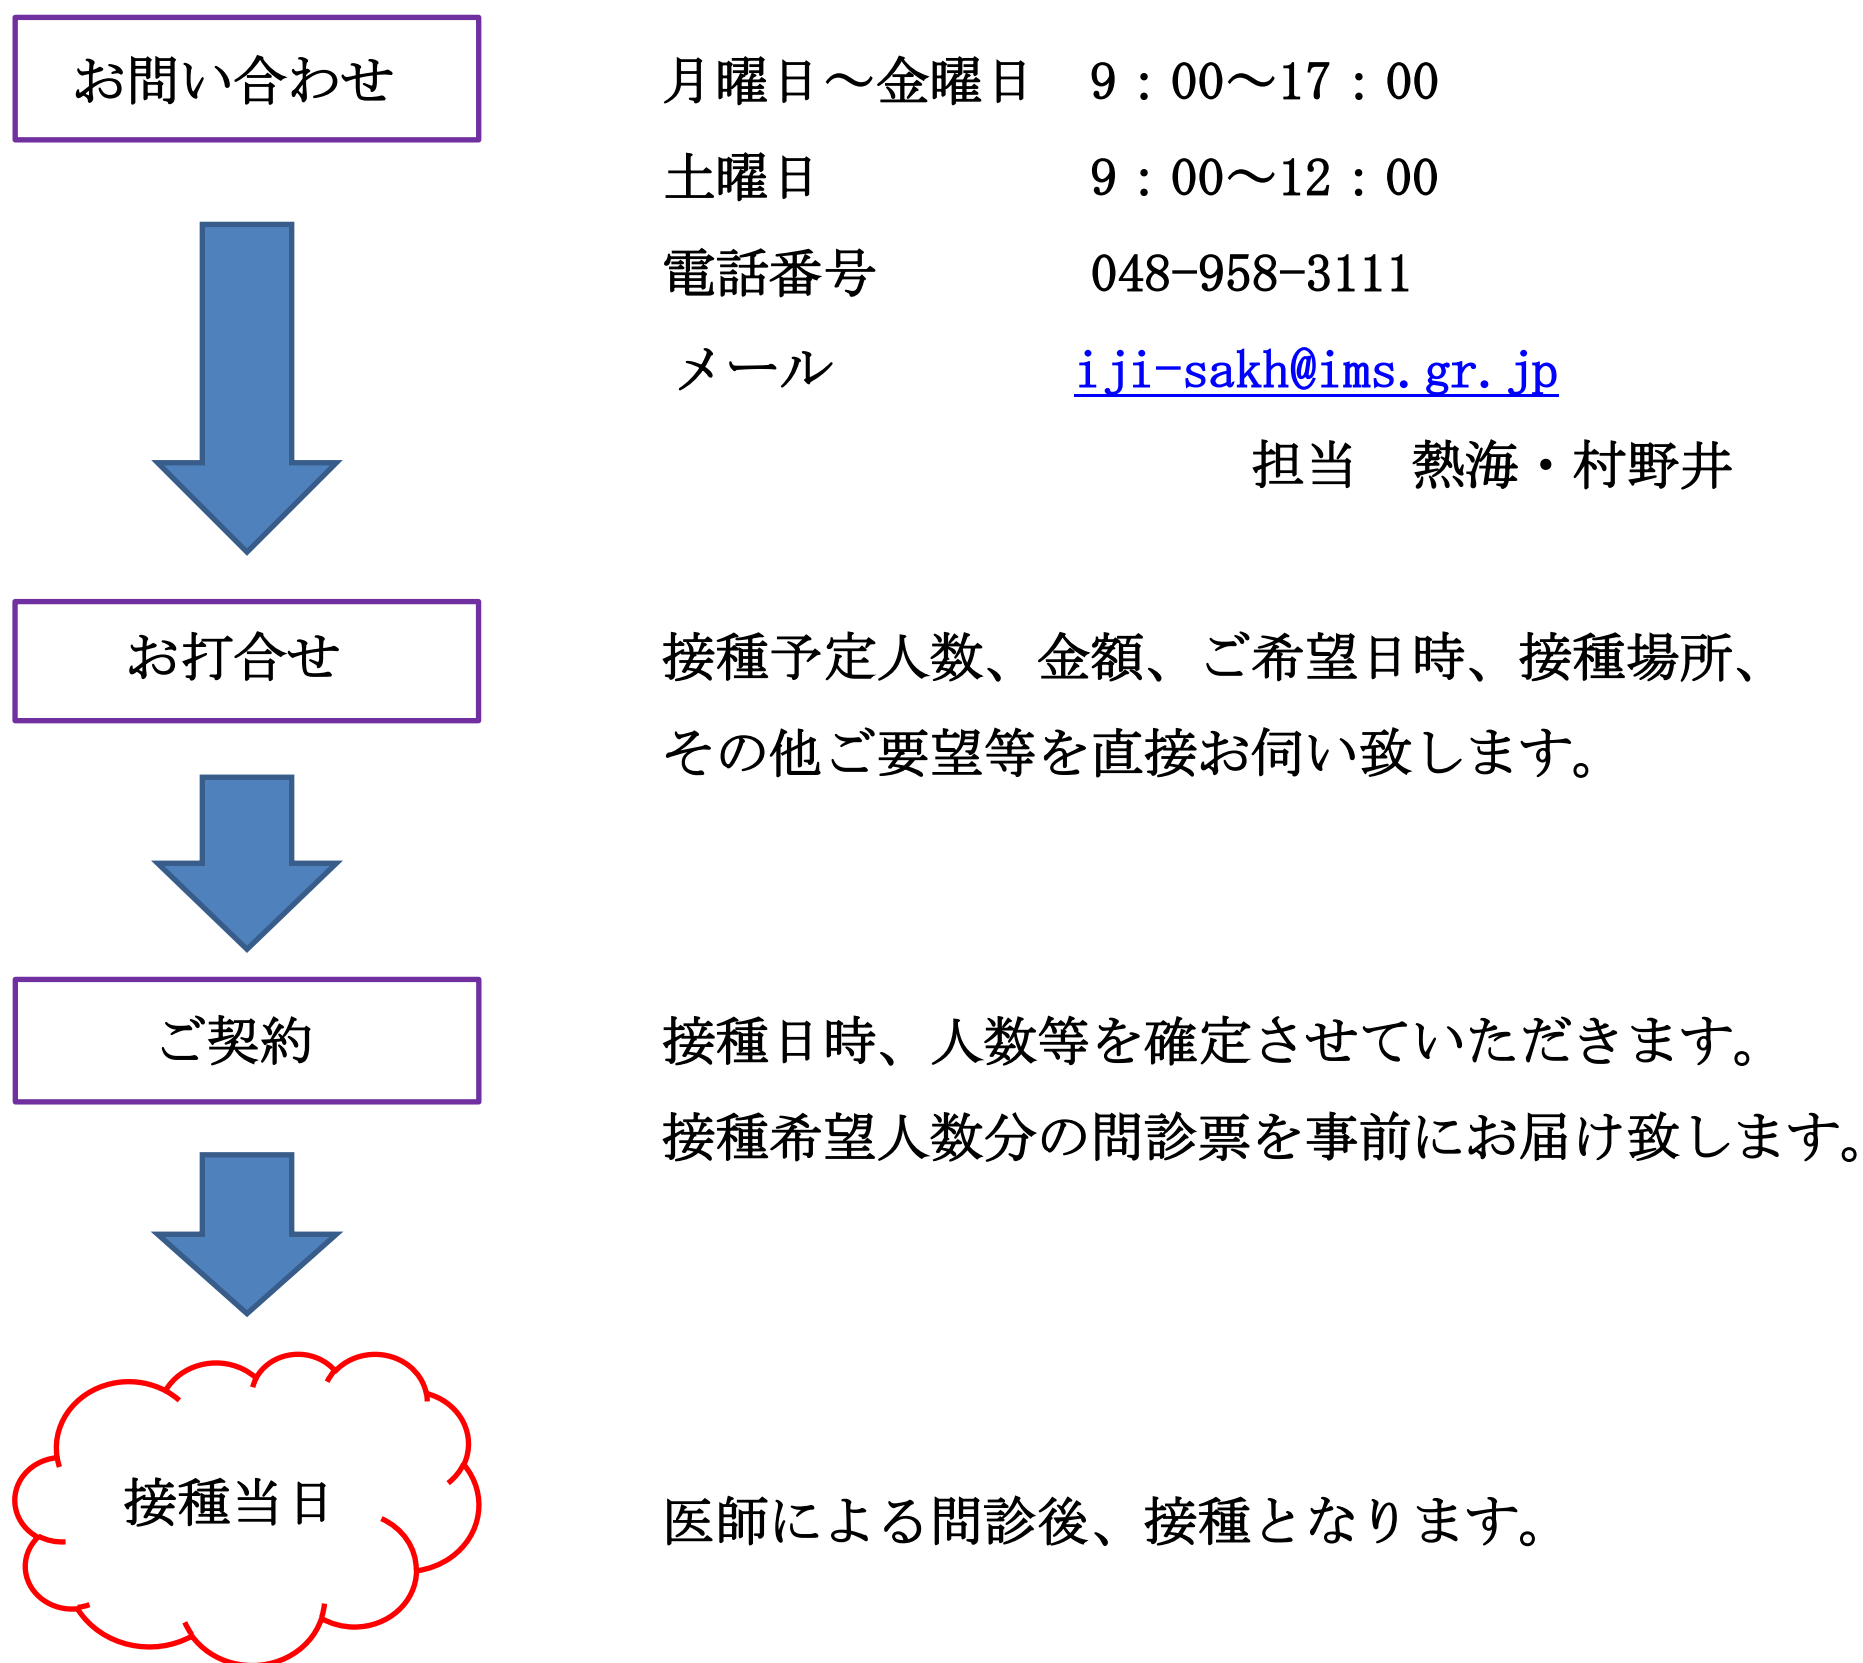 お問い合わせ
月曜日～金曜日　9：00～17：00
土曜日　9：00～12：00
電話番号　048-958-3111
メール　iji-sakh@ims.gr.jp
担当　熱海・村野井
お打合せ
接種予定人数、金額、ご希望日時、接種場所、
その他ご要望等を直接お伺い致します。
ご契約
接種日時、人数等を確定させていただきます。
接種希望人数分の問診票を事前にお届け致します。
接種当日
医師による問診後、接種となります。